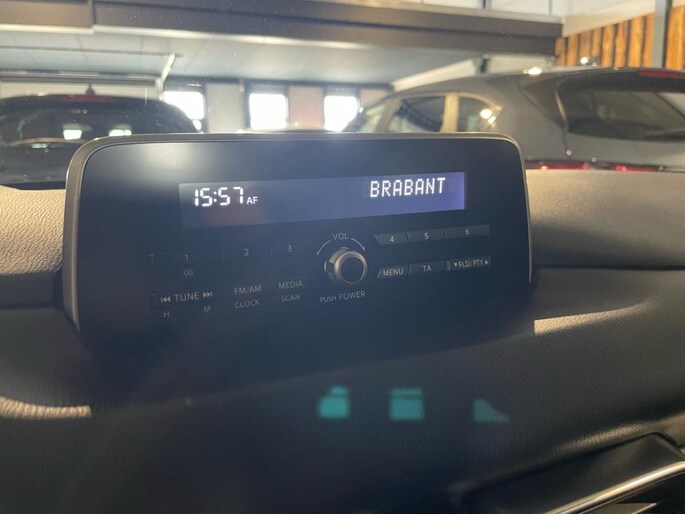 15:57 AF BRABANT
VOL
1 2 3 4 5 6
:00
MENU TA ▼FLD PTY▲
⏮ TUNE ⏭ FM/AM MEDIA
H M CLOCK SCAN PUSH POWER